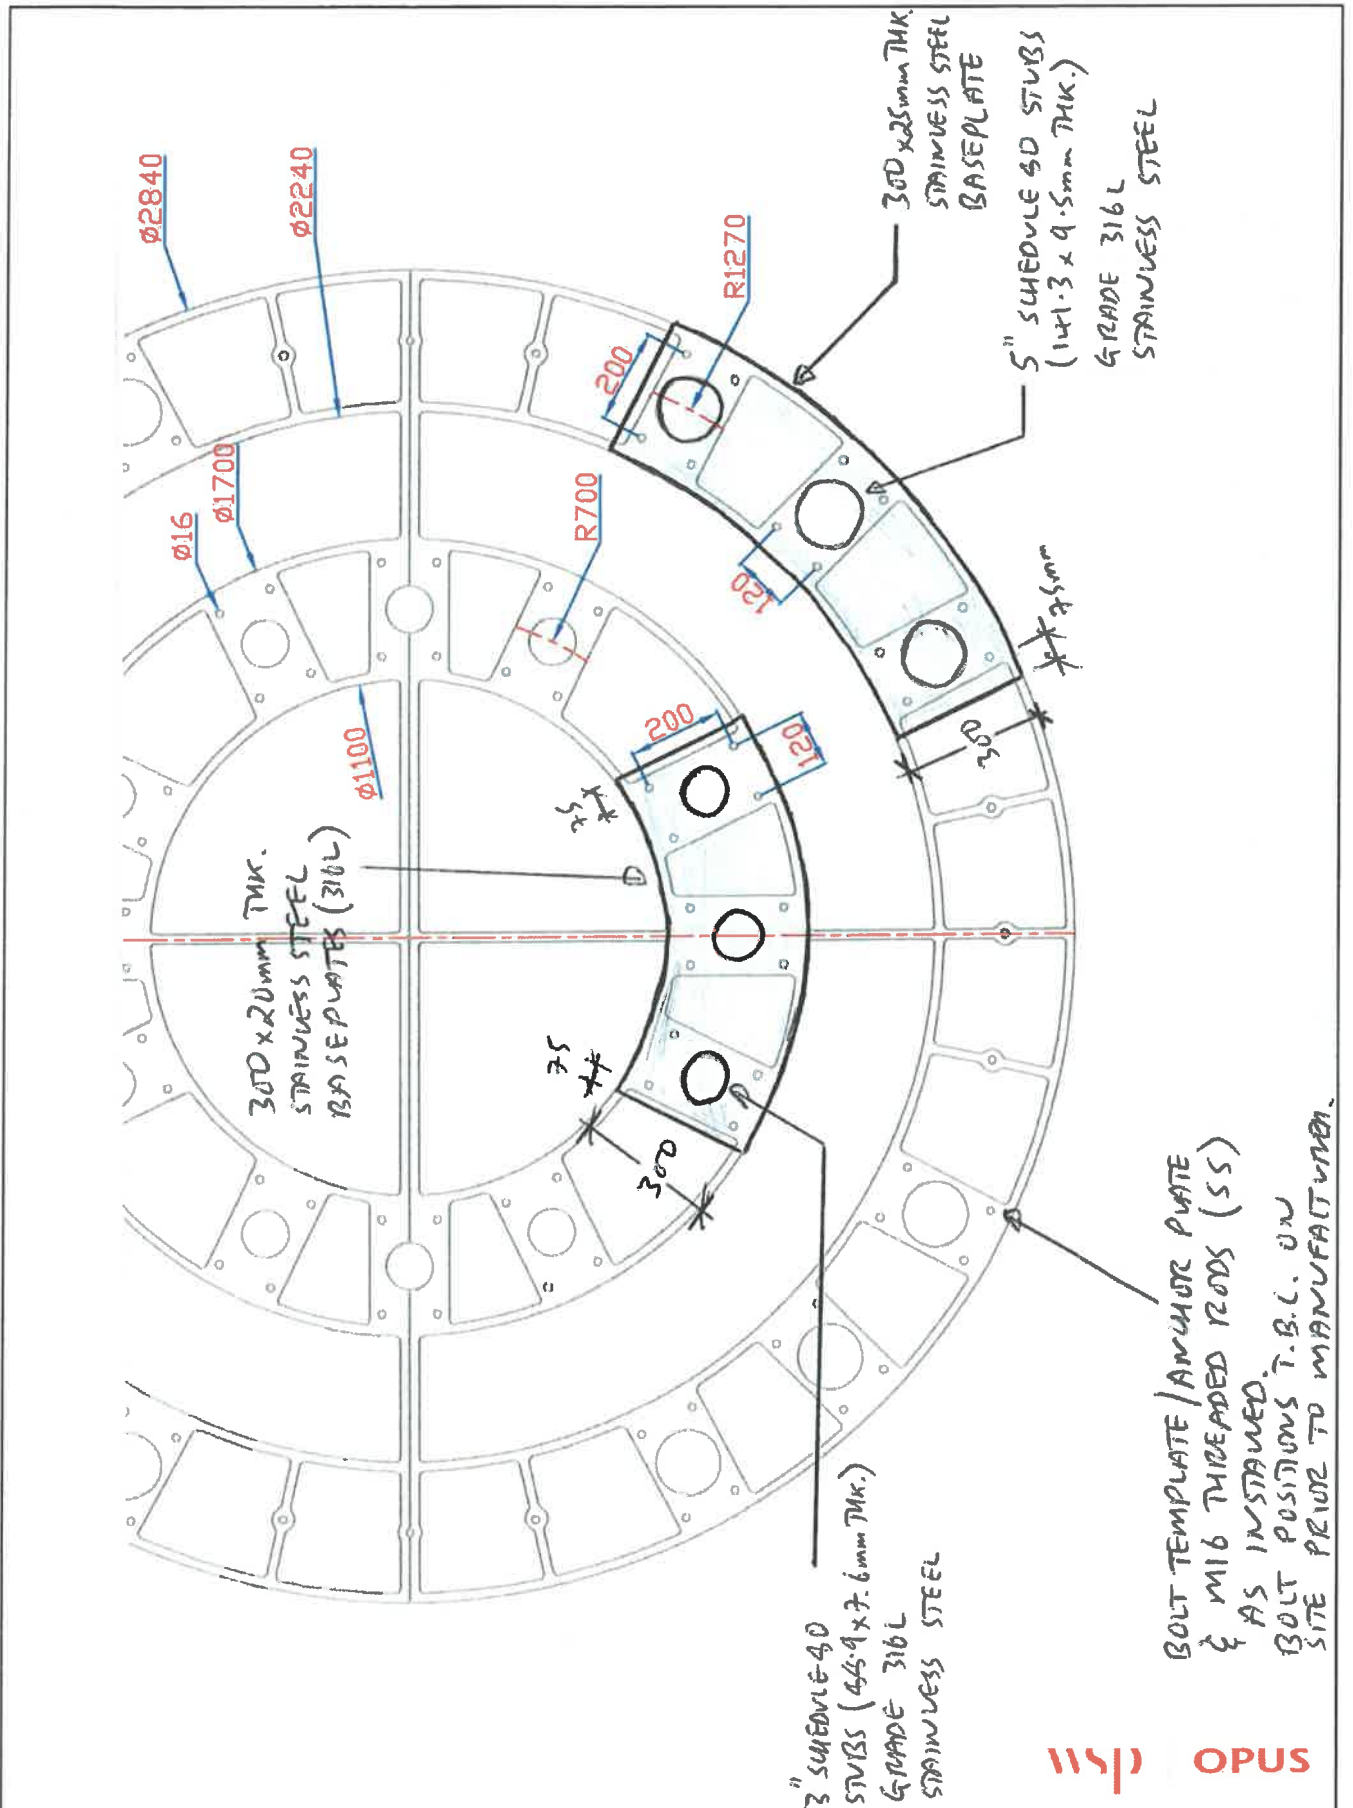 Ø2840
Ø2240
Ø1700
Ø16
Ø1100
R1270
R700
200
120
200
120
75
75
300
300
75mm
300x25mm THK.
STAINLESS STEEL
BASEPLATE
5" SCHEDULE 80 STUBS
(141.3 x 9.5mm THK.)
GRADE 316L
STAINLESS STEEL
300x20mm THK.
STAINLESS STEEL
BASEPLATES (316L)
3" SCHEDULE 80
STUBS (88.9x7.6mm THK.)
GRADE 316L
STAINLESS STEEL
BOLT TEMPLATE/ANCHOR PLATE
& M16 THREADED RODS (SS)
AS INSTALLED.
BOLT POSITIONS T.B.C. ON
SITE PRIOR TO MANUFACTURER.
wsp OPUS